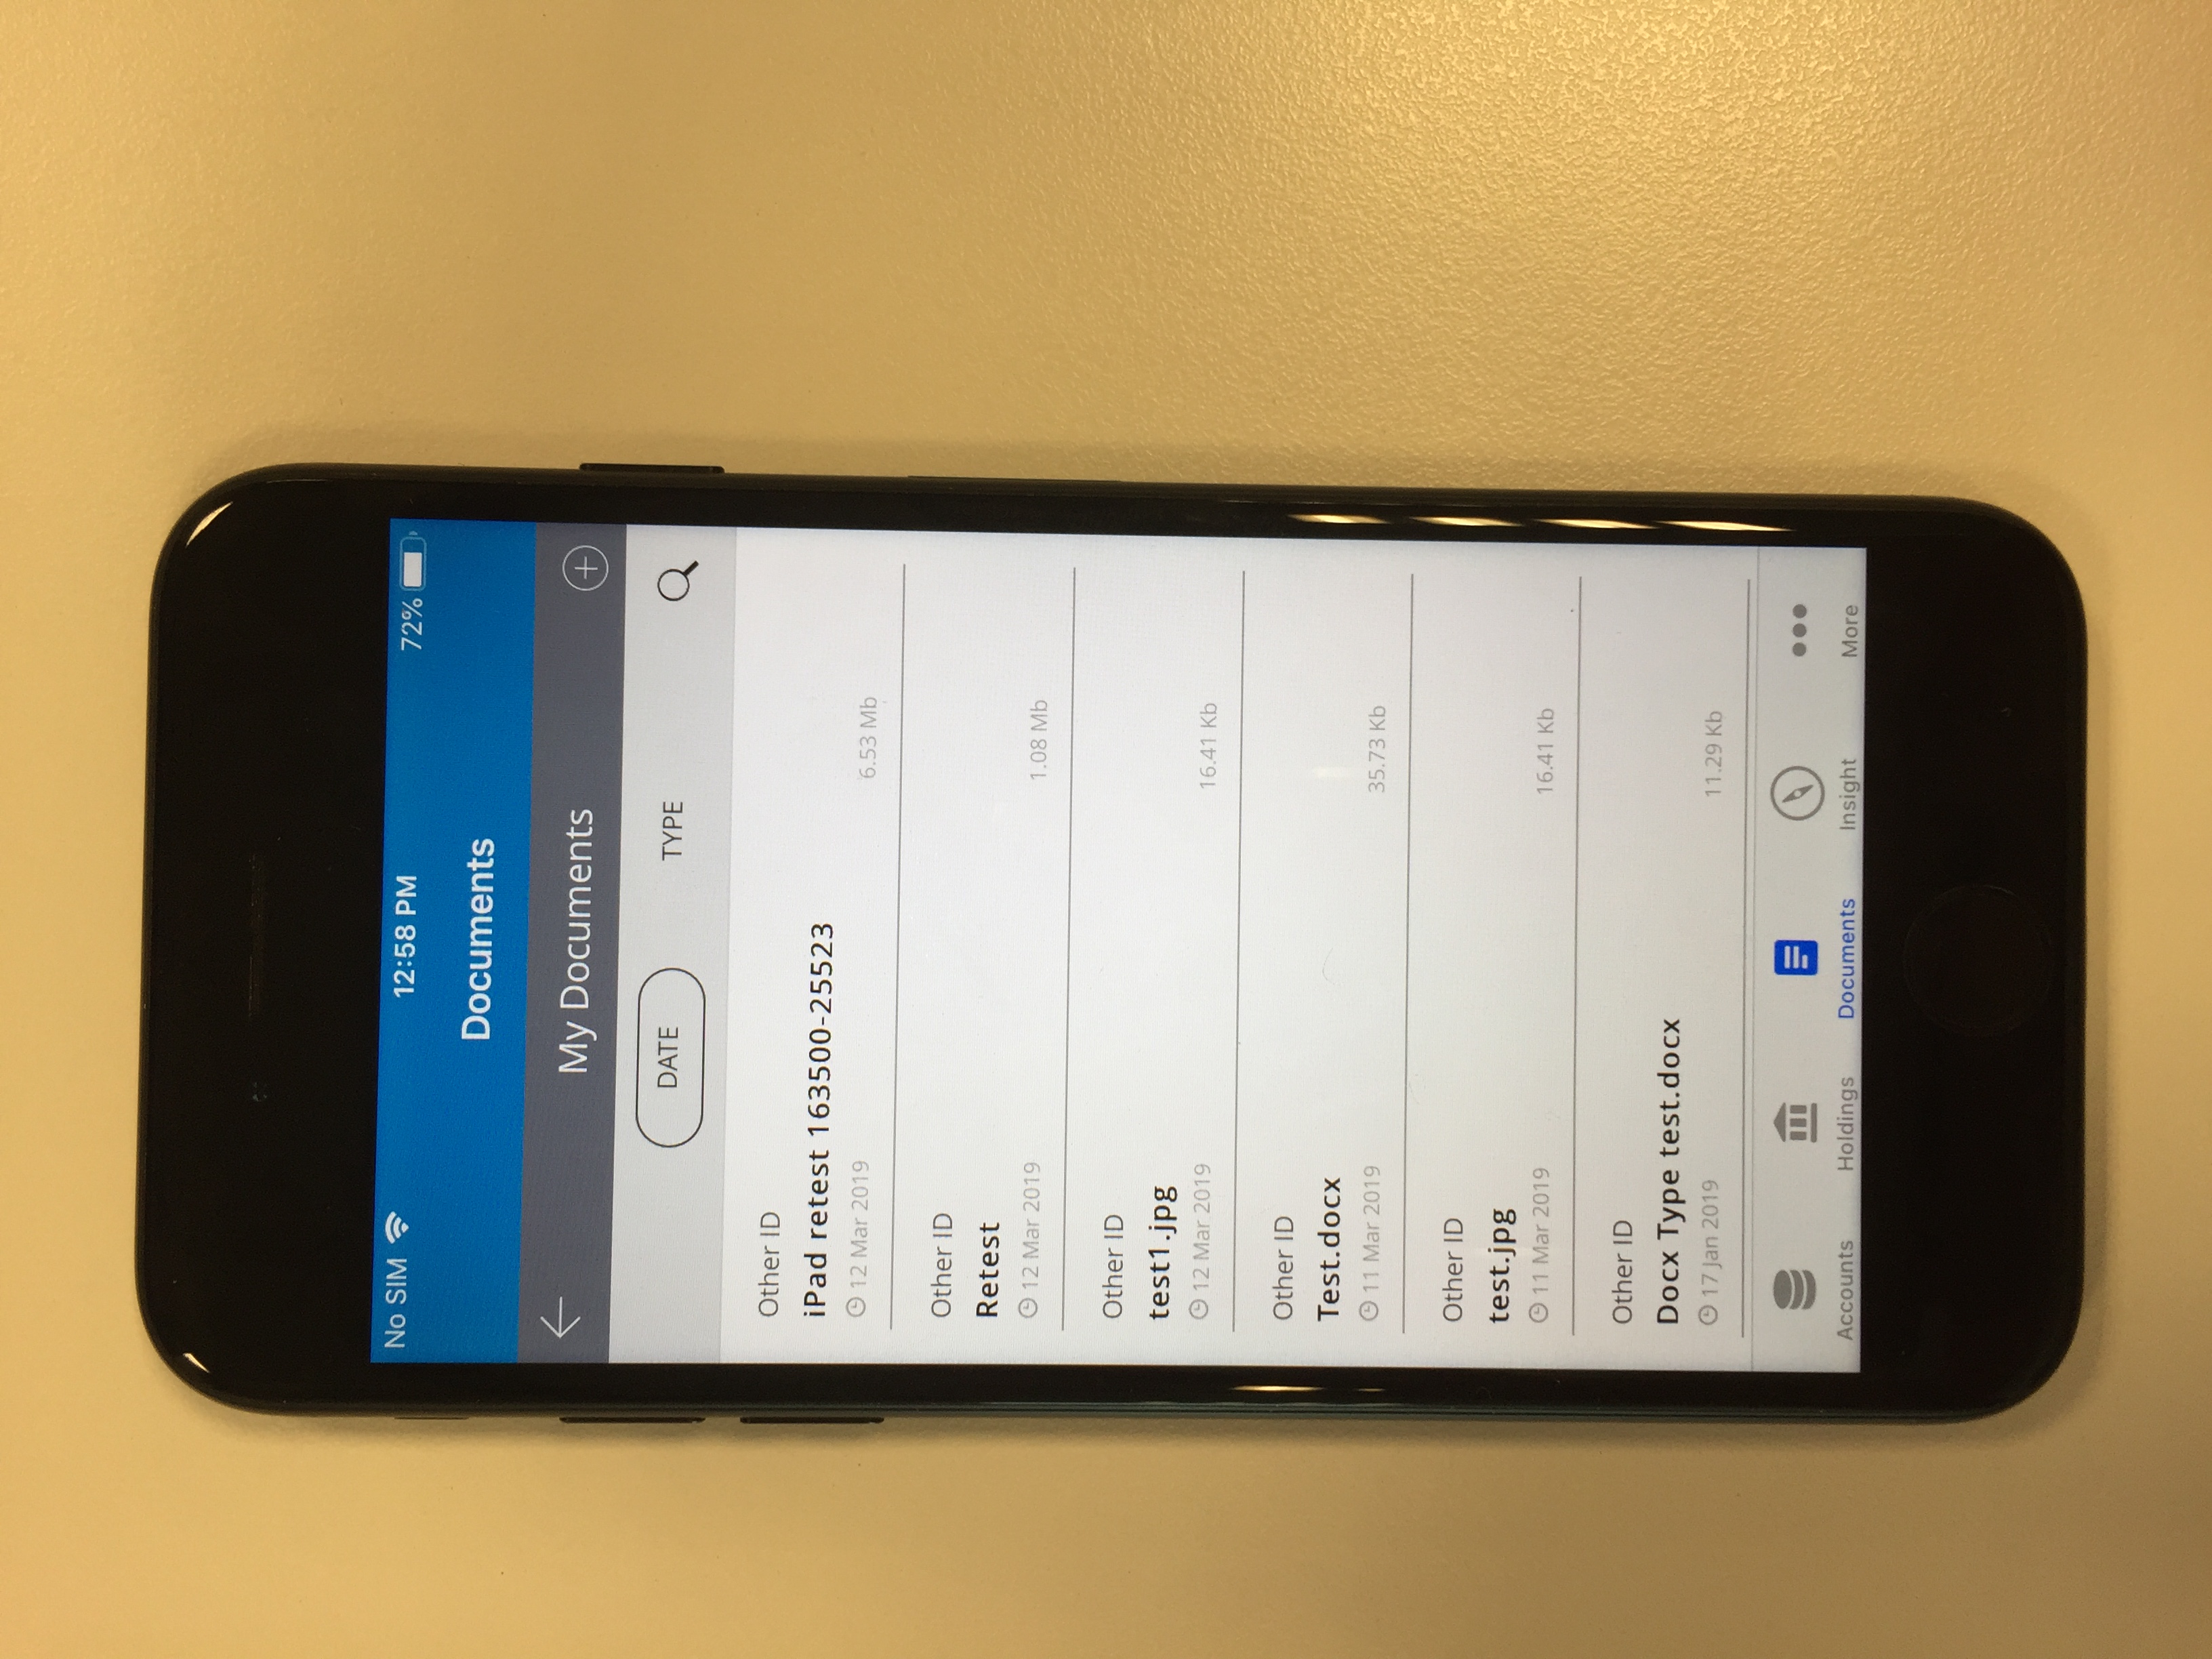 No SIM 12:58 PM 72%
Documents
My Documents
DATE TYPE
Other ID
iPad retest 163500-25523
12 Mar 2019 6.53 Mb
Other ID
Retest
12 Mar 2019 1.08 Mb
Other ID
test1.jpg
12 Mar 2019 16.41 Kb
Other ID
Test.docx
11 Mar 2019 35.73 Kb
Other ID
test.jpg
11 Mar 2019 16.41 Kb
Other ID
Docx Type test.docx
17 Jan 2019 11.29 Kb
Accounts Holdings Documents Insight More